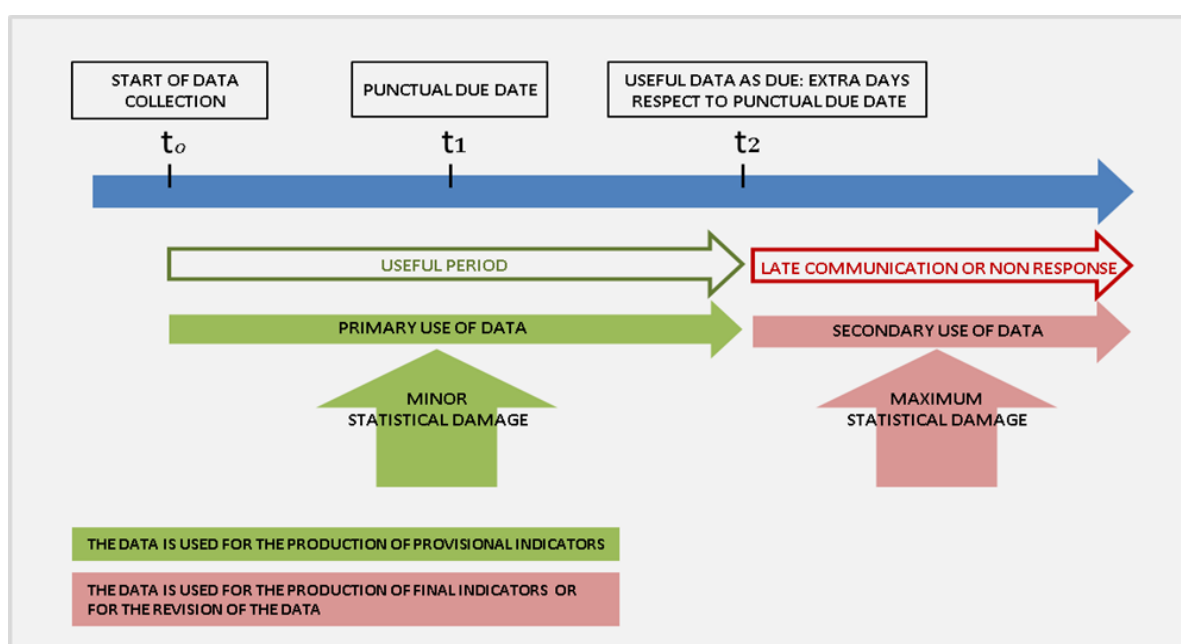 START OF DATA
COLLECTION
PUNCTUAL DUE DATE
USEFUL DATA AS DUE: EXTRA DAYS
RESPECT TO PUNCTUAL DUE DATE
to
t1
t2
USEFUL PERIOD
LATE COMMUNICATION OR NON RESPONSE
PRIMARY USE OF DATA
SECONDARY USE OF DATA
MINOR
STATISTICAL DAMAGE
MAXIMUM
STATISTICAL DAMAGE
THE DATA IS USED FOR THE PRODUCTION OF PROVISIONAL INDICATORS
THE DATA IS USED FOR THE PRODUCTION OF FINAL INDICATORS OR
FOR THE REVISION OF THE DATA